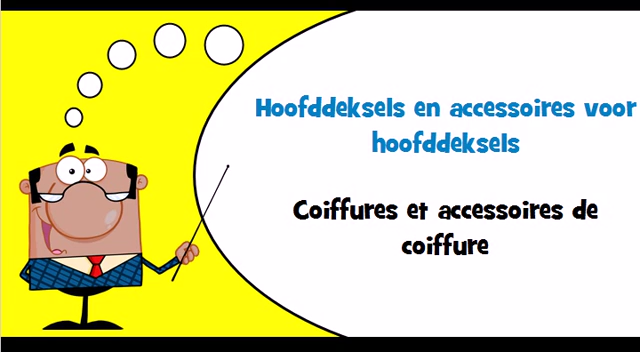 Hoofddeksels en accessoires voor
hoofddeksels
Coiffures et accessoires de
coiffure